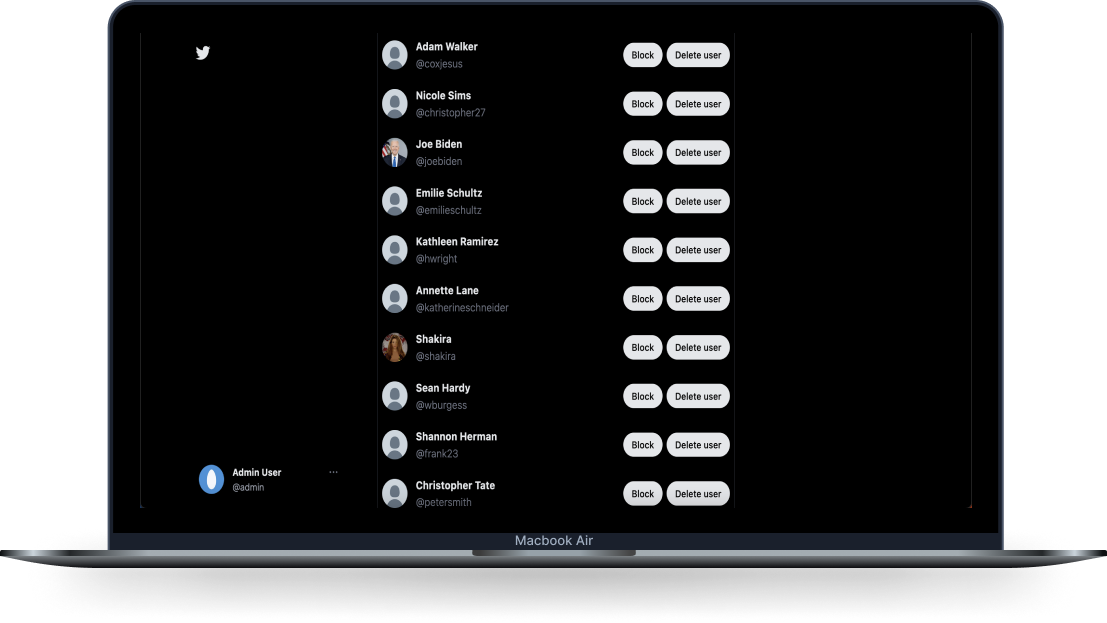 Adam Walker
@coxjesus
Block Delete user
Nicole Sims
@christopher27
Block Delete user
Joe Biden
@joebiden
Block Delete user
Emilie Schultz
@emilieschultz
Block Delete user
Kathleen Ramirez
@hwright
Block Delete user
Annette Lane
@katherineschneider
Block Delete user
Shakira
@shakira
Block Delete user
Sean Hardy
@wburgess
Block Delete user
Shannon Herman
@frank23
Block Delete user
Christopher Tate
@petersmith
Block Delete user
Admin User
@admin
...
Macbook Air